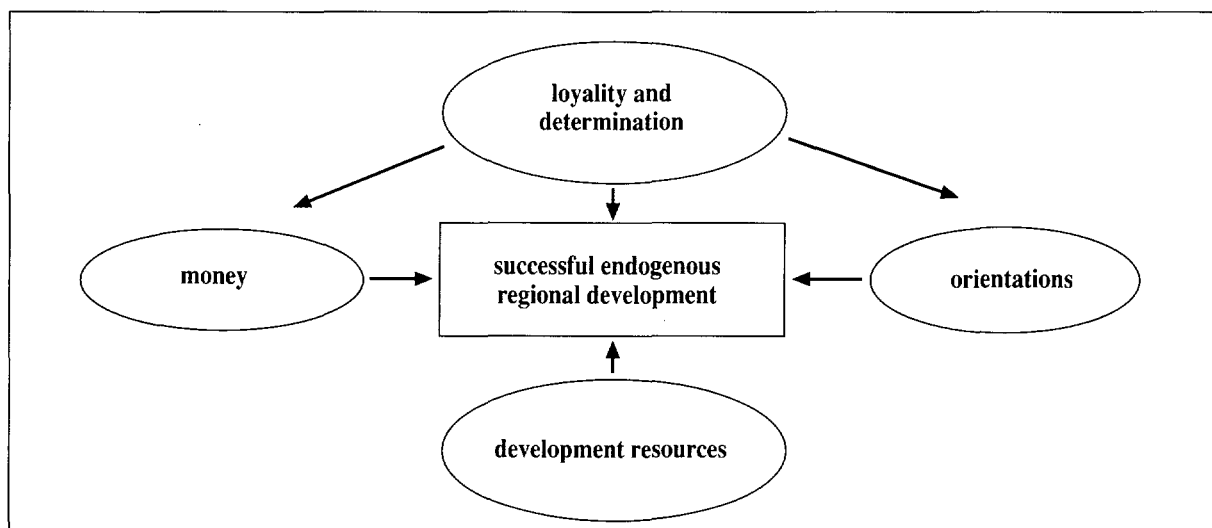 loyality and
determination
money
successful endogenous
regional development
orientations
development resources